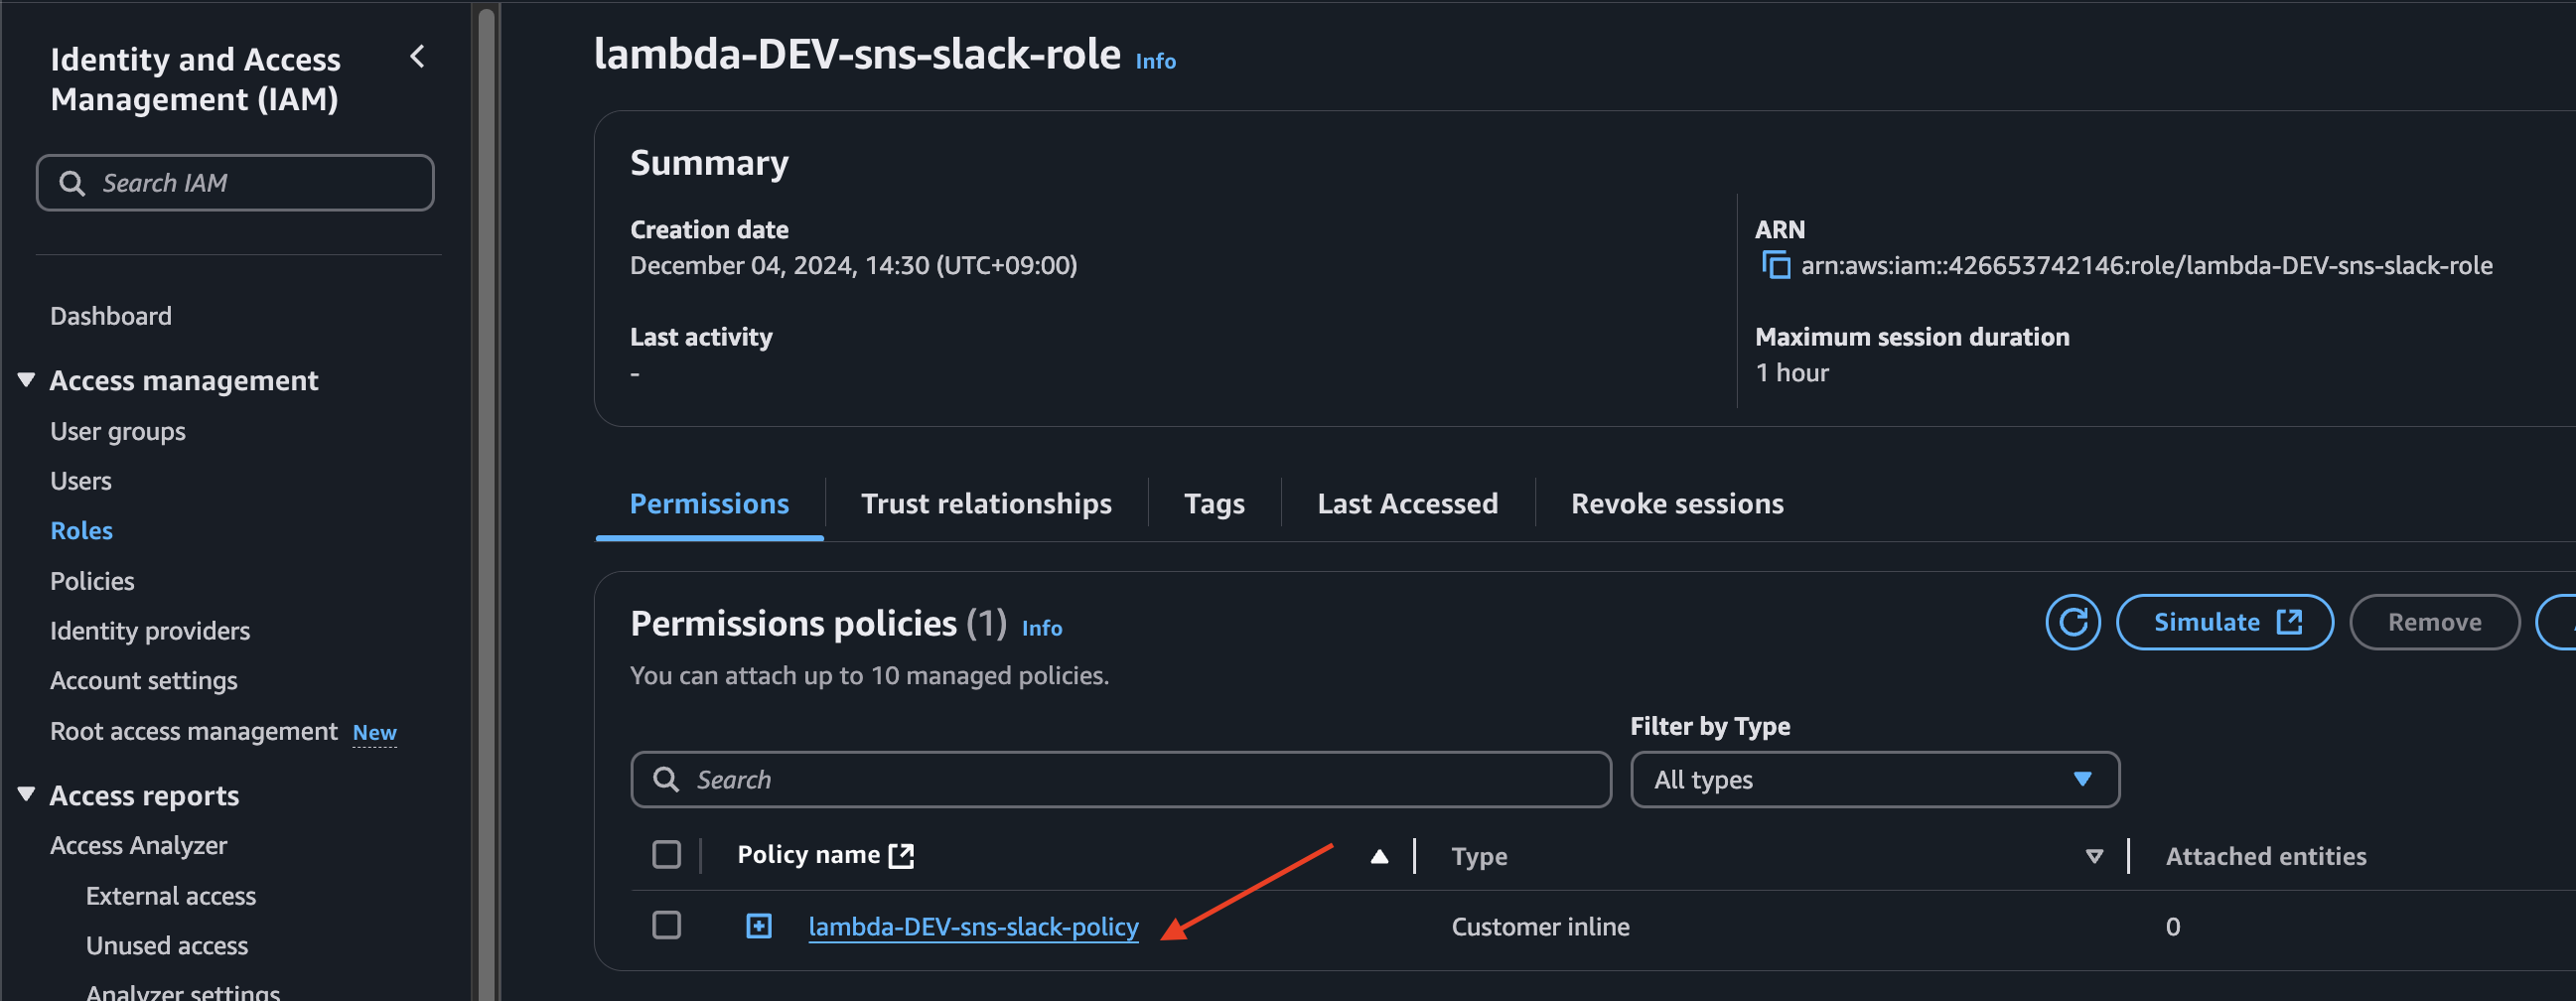 Identity and Access
Management (IAM)
Search IAM
Dashboard
Access management
User groups
Users
Roles
Policies
Identity providers
Account settings
Root access management New
Access reports
Access Analyzer
External access
Unused access
Analyzer settings
lambda-DEV-sns-slack-role Info
Summary
Creation date
December 04, 2024, 14:30 (UTC+09:00)
ARN
arn:aws:iam::426653742146:role/lambda-DEV-sns-slack-role
Last activity
-
Maximum session duration
1 hour
Permissions
Trust relationships
Tags
Last Accessed
Revoke sessions
Permissions policies (1) Info
You can attach up to 10 managed policies.
Simulate
Remove
Filter by Type
Search
All types
Policy name
Type
Attached entities
lambda-DEV-sns-slack-policy
Customer inline
0